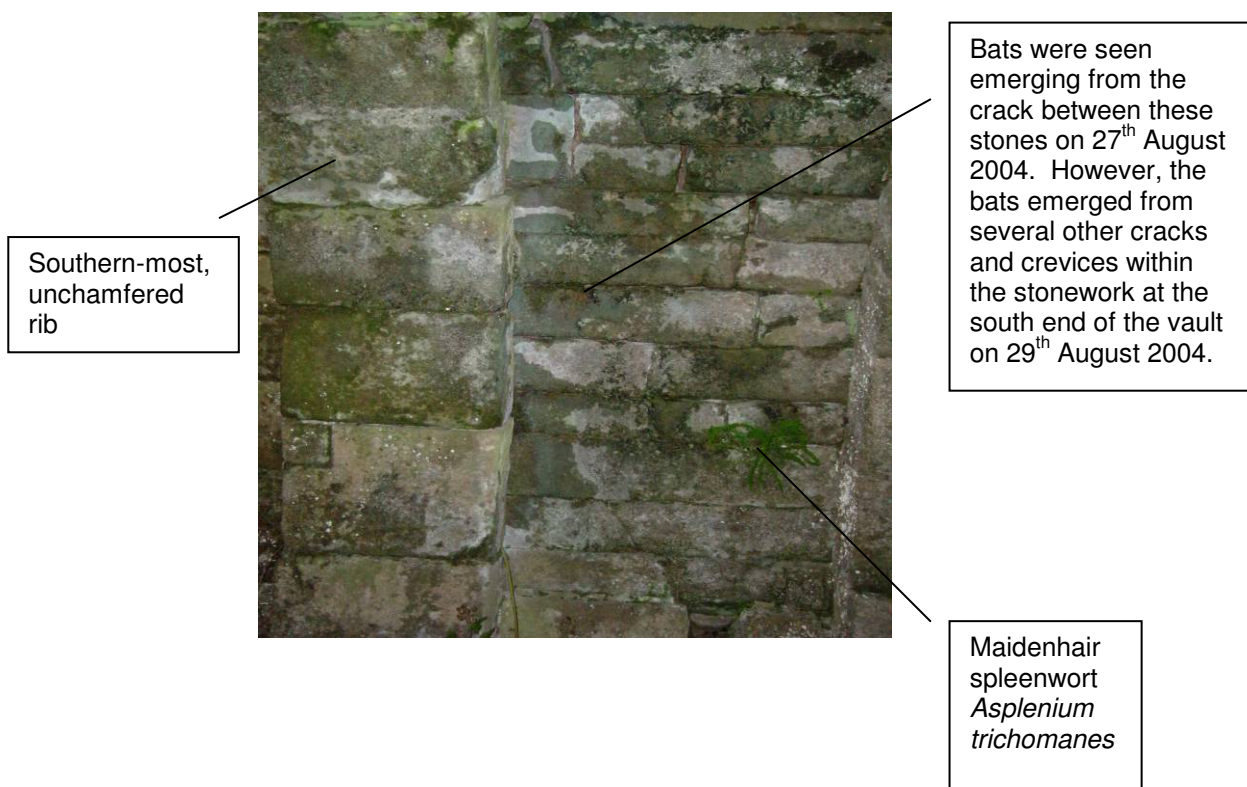 Bats were seen
emerging from the
crack between these
stones on 27th August
2004. However, the
bats emerged from
several other cracks
and crevices within
the stonework at the
south end of the vault
on 29th August 2004.
Southern-most,
unchamfered
rib
Maidenhair
spleenwort
Asplenium
trichomanes